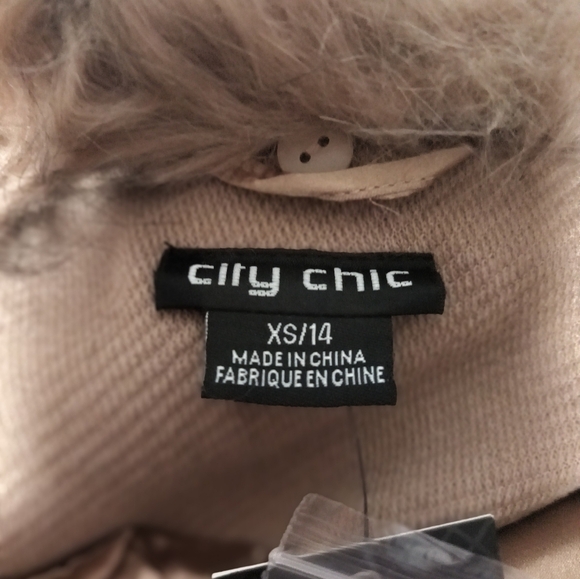 city chic
XS/14
MADE IN CHINA
FABRIQUE EN CHINE